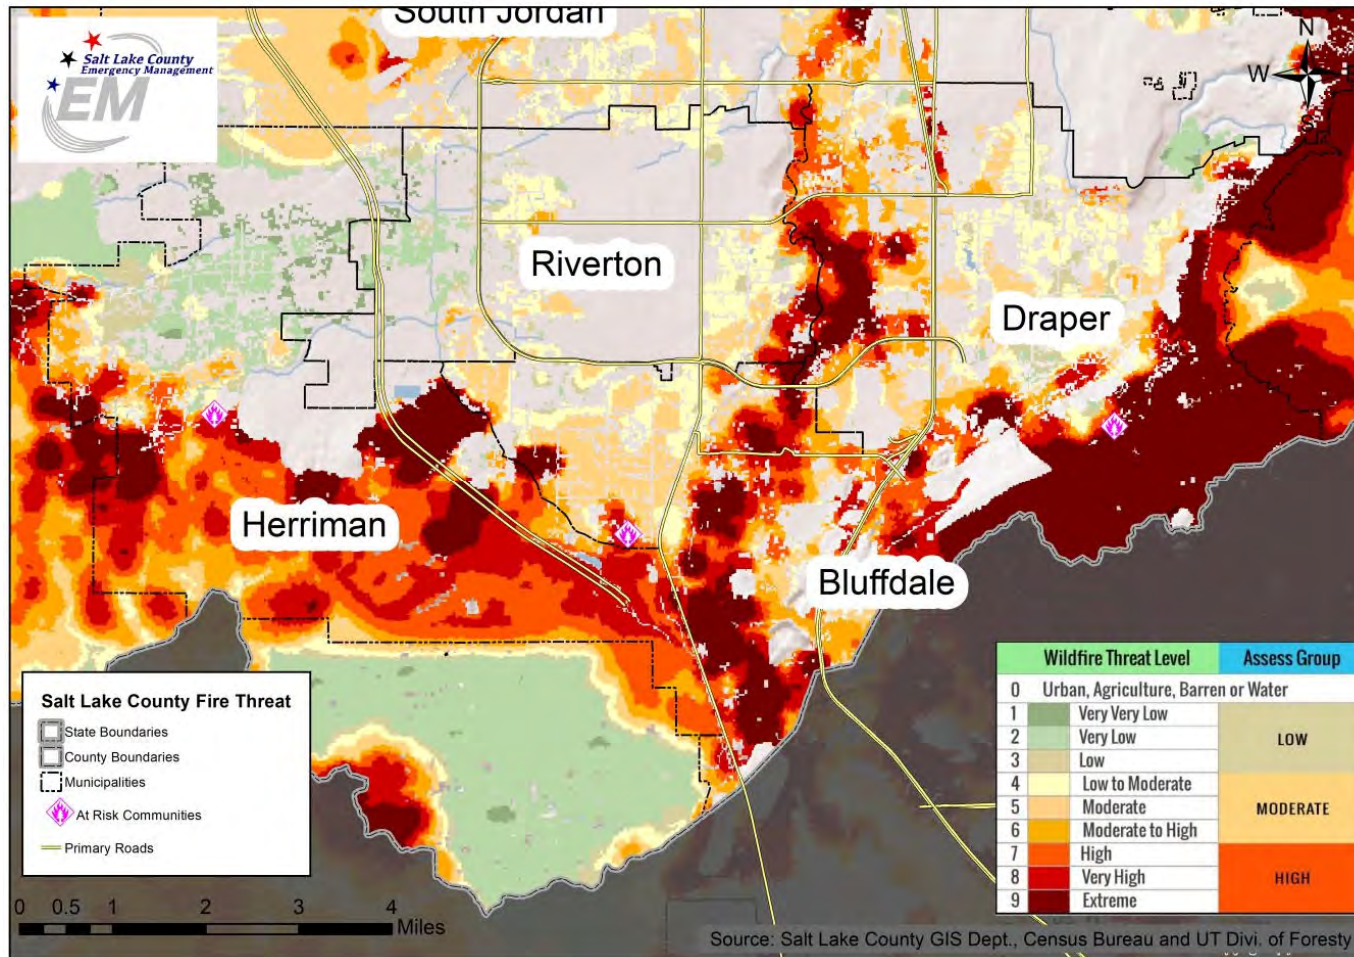 South Jordan
Salt Lake County
Emergency Management
EM
N
W
S
Riverton
Draper
Herriman
Bluffdale
Salt Lake County Fire Threat
State Boundaries
County Boundaries
Municipalities
At Risk Communities
Primary Roads
0 0.5 1 2 3 4
Miles
Wildfire Threat Level Assess Group
0 Urban, Agriculture, Barren or Water
1 Very Very Low
2 Very Low LOW
3 Low
4 Low to Moderate
5 Moderate MODERATE
6 Moderate to High
7 High
8 Very High HIGH
9 Extreme
Source: Salt Lake County GIS Dept., Census Bureau and UT Divi. of Foresty